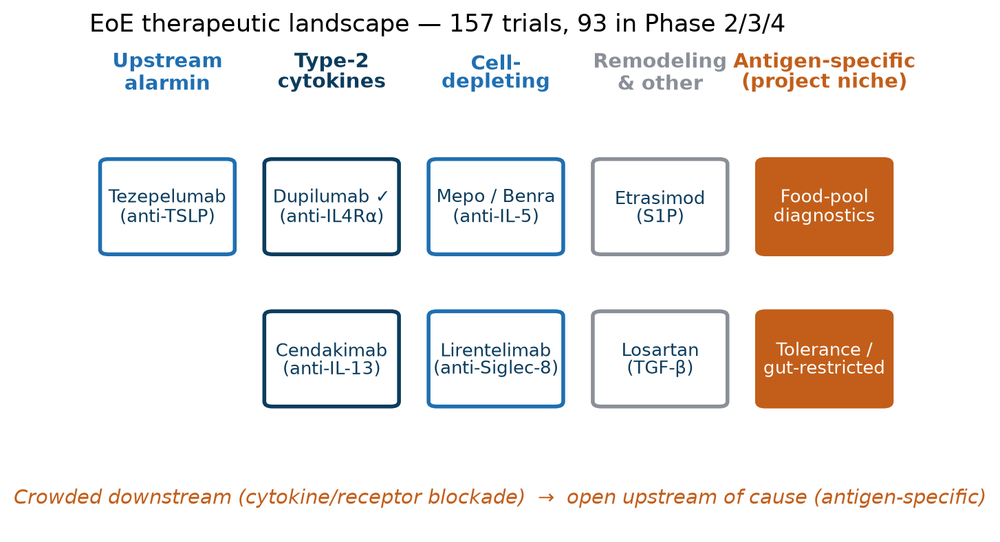 EoE therapeutic landscape — 157 trials, 93 in Phase 2/3/4
Upstream
alarmin
Type-2
cytokines
Cell-
depleting
Remodeling
& other
Antigen-specific
(project niche)
Tezepelumab
(anti-TSLP)
Dupilumab ✓
(anti-IL4Rα)
Mepo / Benra
(anti-IL-5)
Etrasimod
(S1P)
Food-pool
diagnostics
Cendakimab
(anti-IL-13)
Lirentelimab
(anti-Siglec-8)
Losartan
(TGF-β)
Tolerance /
gut-restricted
Crowded downstream (cytokine/receptor blockade) → open upstream of cause (antigen-specific)